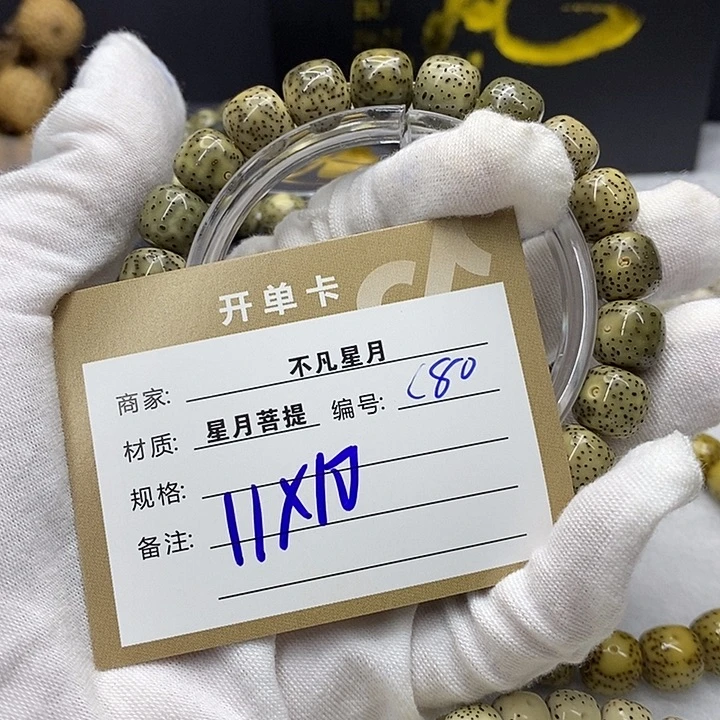 开单卡
商家: 不凡星月
材质: 星月菩提 编号: C80
规格:
备注: 11X10